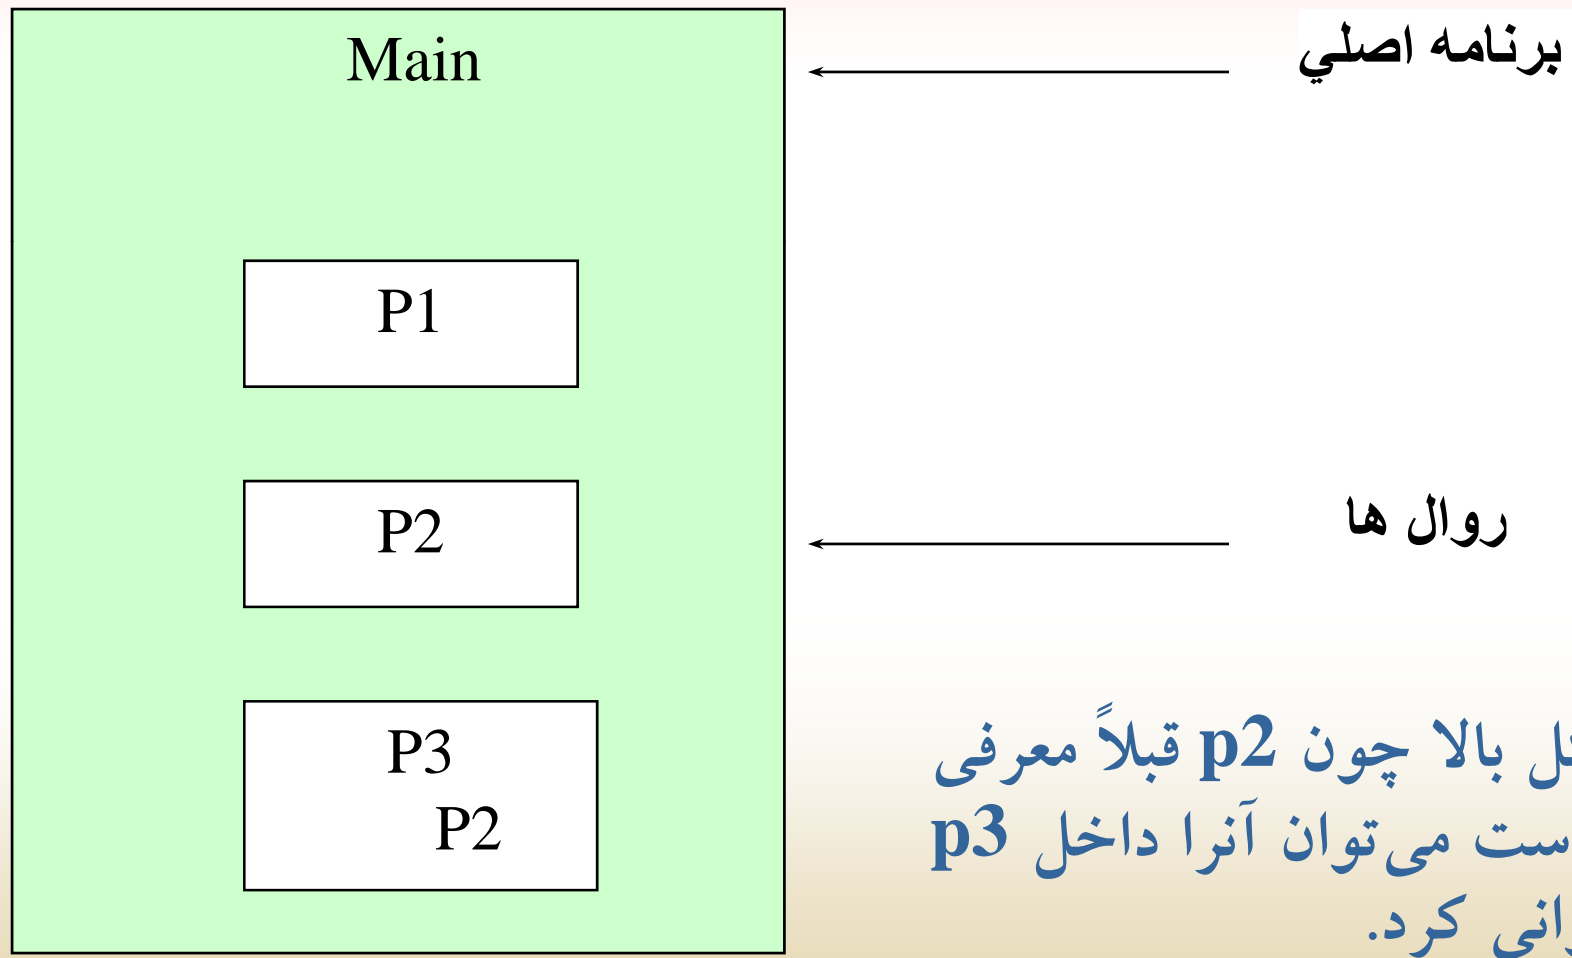 Main
برنامه اصلي
P1
P2
روال ها
P3
P2
بالا چون p2 قبلاً معرفی
می‌توان آنرا داخل p3
کرد.